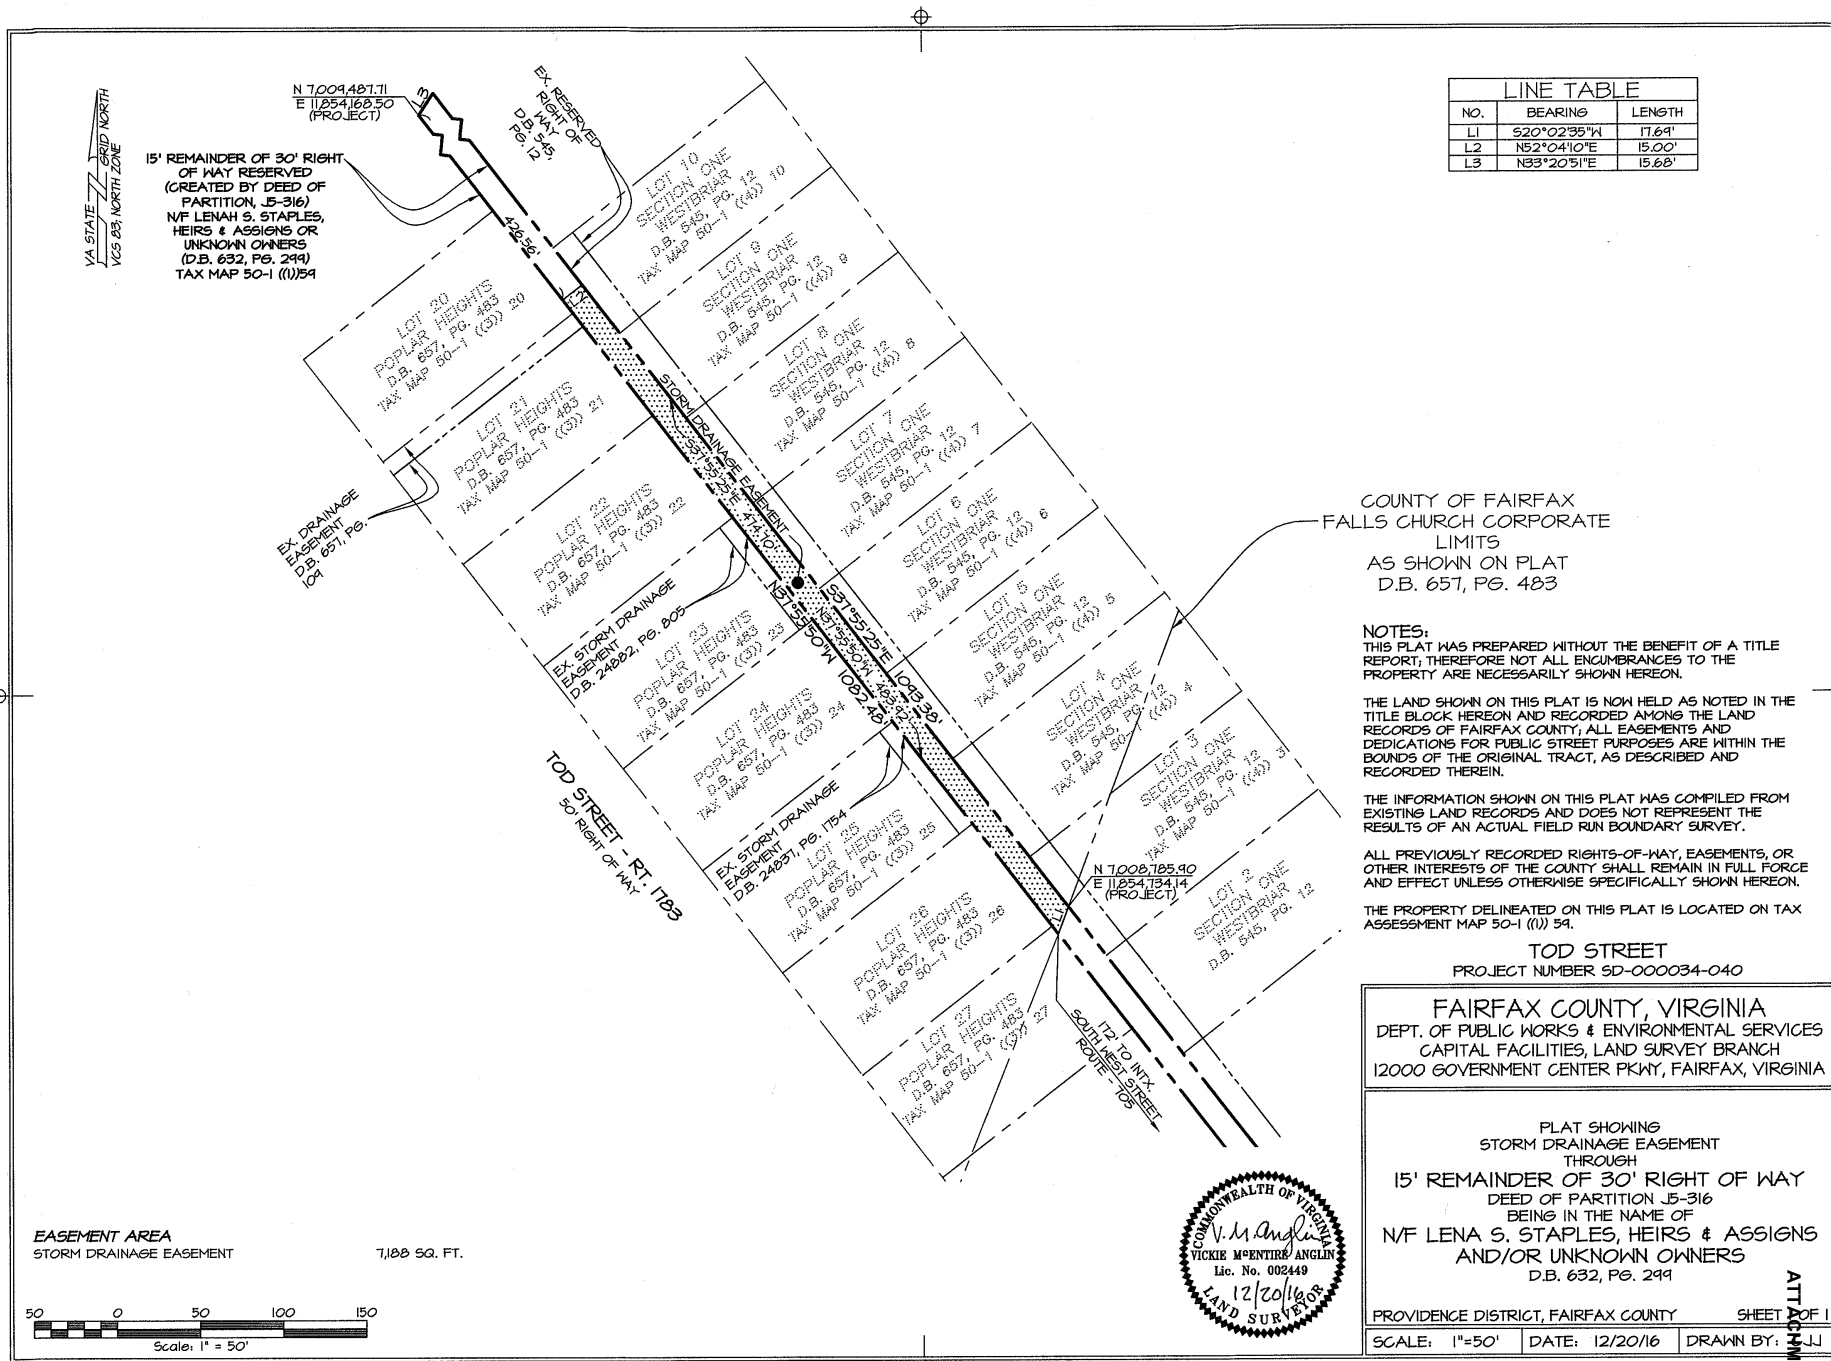 N 7,009,487.71
E 11,854,168.50
(PROJECT)
L3
VA STATE GRID NORTH
VCS 83; NORTH ZONE
15' REMAINDER OF 30' RIGHT
OF WAY RESERVED
(CREATED BY DEED OF
PARTITION, J5-316)
N/F LENAH S. STAPLES,
HEIRS & ASSIGNS OR
UNKNOWN OWNERS
(D.B. 632, PG. 299)
TAX MAP 50-1 ((1))59
EX. RESERVED
RIGHT OF
WAY
D.B. 545,
PG. 12
426.56'
L2
LOT 10
SECTION ONE
WESTBRIAR
D.B. 545, PG. 12
TAX MAP 50-1 ((4)) 10
LOT 9
SECTION ONE
WESTBRIAR
D.B. 545, PG. 12
TAX MAP 50-1 ((4)) 9
LOT 8
SECTION ONE
WESTBRIAR
D.B. 545, PG. 12
TAX MAP 50-1 ((4)) 8
LOT 7
SECTION ONE
WESTBRIAR
D.B. 545, PG. 12
TAX MAP 50-1 ((4)) 7
LOT 6
SECTION ONE
WESTBRIAR
D.B. 545, PG. 12
TAX MAP 50-1 ((4)) 6
LOT 5
SECTION ONE
WESTBRIAR
D.B. 545, PG. 12
TAX MAP 50-1 ((4)) 5
LOT 4
SECTION ONE
WESTBRIAR
D.B. 545, PG. 12
TAX MAP 50-1 ((4)) 4
LOT 3
SECTION ONE
WESTBRIAR
D.B. 545, PG. 12
TAX MAP 50-1 ((4)) 3
LOT 2
SECTION ONE
WESTBRIAR
D.B. 545, PG. 12
LOT 20
POPLAR HEIGHTS
D.B. 657, PG. 483
TAX MAP 50-1 ((3)) 20
LOT 21
POPLAR HEIGHTS
D.B. 657, PG. 483
TAX MAP 50-1 ((3)) 21
EX. DRAINAGE
EASEMENT
D.B. 657, PG.
109
LOT 22
POPLAR HEIGHTS
D.B. 657, PG. 483
TAX MAP 50-1 ((3)) 22
EX. STORM DRAINAGE
EASEMENT
D.B. 24882, PG. 805
LOT 23
POPLAR HEIGHTS
D.B. 657, PG. 483
TAX MAP 50-1 ((3)) 23
LOT 24
POPLAR HEIGHTS
D.B. 657, PG. 483
TAX MAP 50-1 ((3)) 24
EX. STORM DRAINAGE
EASEMENT
D.B. 24837, PG. 1754
LOT 25
POPLAR HEIGHTS
D.B. 657, PG. 483
TAX MAP 50-1 ((3)) 25
LOT 26
POPLAR HEIGHTS
D.B. 657, PG. 483
TAX MAP 50-1 ((3)) 26
LOT 27
POPLAR HEIGHTS
D.B. 657, PG. 483
TAX MAP 50-1 ((3)) 27
STORM DRAINAGE EASEMENT
S37°55'25"E 474.70'
S37°55'25"E 1093.38'
N37°55'50"W 483.42'
N37°55'50"W 1082.48'
TOD STREET - RT. 1783
50' RIGHT OF WAY
N 7,008,785.90
E 11,854,734.14
(PROJECT)
L1
172' TO INTX.
SOUTH WEST STREET
ROUTE - 705
LINE TABLE
NO. BEARING LENGTH
L1 S20°02'35"W 17.69'
L2 N52°04'10"E 15.00'
L3 N33°20'51"E 15.68'
COUNTY OF FAIRFAX
FALLS CHURCH CORPORATE
LIMITS
AS SHOWN ON PLAT
D.B. 657, PG. 483
NOTES:
THIS PLAT WAS PREPARED WITHOUT THE BENEFIT OF A TITLE
REPORT; THEREFORE NOT ALL ENCUMBRANCES TO THE
PROPERTY ARE NECESSARILY SHOWN HEREON.
THE LAND SHOWN ON THIS PLAT IS NOW HELD AS NOTED IN THE
TITLE BLOCK HEREON AND RECORDED AMONG THE LAND
RECORDS OF FAIRFAX COUNTY; ALL EASEMENTS AND
DEDICATIONS FOR PUBLIC STREET PURPOSES ARE WITHIN THE
BOUNDS OF THE ORIGINAL TRACT, AS DESCRIBED AND
RECORDED THEREIN.
THE INFORMATION SHOWN ON THIS PLAT WAS COMPILED FROM
EXISTING LAND RECORDS AND DOES NOT REPRESENT THE
RESULTS OF AN ACTUAL FIELD RUN BOUNDARY SURVEY.
ALL PREVIOUSLY RECORDED RIGHTS-OF-WAY, EASEMENTS, OR
OTHER INTERESTS OF THE COUNTY SHALL REMAIN IN FULL FORCE
AND EFFECT UNLESS OTHERWISE SPECIFICALLY SHOWN HEREON.
THE PROPERTY DELINEATED ON THIS PLAT IS LOCATED ON TAX
ASSESSMENT MAP 50-1 ((1)) 59.
TOD STREET
PROJECT NUMBER SD-000034-040
FAIRFAX COUNTY, VIRGINIA
DEPT. OF PUBLIC WORKS & ENVIRONMENTAL SERVICES
CAPITAL FACILITIES, LAND SURVEY BRANCH
12000 GOVERNMENT CENTER PKWY, FAIRFAX, VIRGINIA
PLAT SHOWING
STORM DRAINAGE EASEMENT
THROUGH
15' REMAINDER OF 30' RIGHT OF WAY
DEED OF PARTITION J5-316
BEING IN THE NAME OF
N/F LENA S. STAPLES, HEIRS & ASSIGNS
AND/OR UNKNOWN OWNERS
D.B. 632, PG. 299
PROVIDENCE DISTRICT, FAIRFAX COUNTY SHEET OF 1
SCALE: 1"=50' DATE: 12/20/16 DRAWN BY:
ATTACHM
COMMONWEALTH OF VIRGINIA
V. M. Anglin
VICKIE McENTIRE ANGLIN
Lic. No. 002449
12/20/16
LAND SURVEYOR
EASEMENT AREA
STORM DRAINAGE EASEMENT 7,188 SQ. FT.
50 0 50 100 150
Scale: 1" = 50'